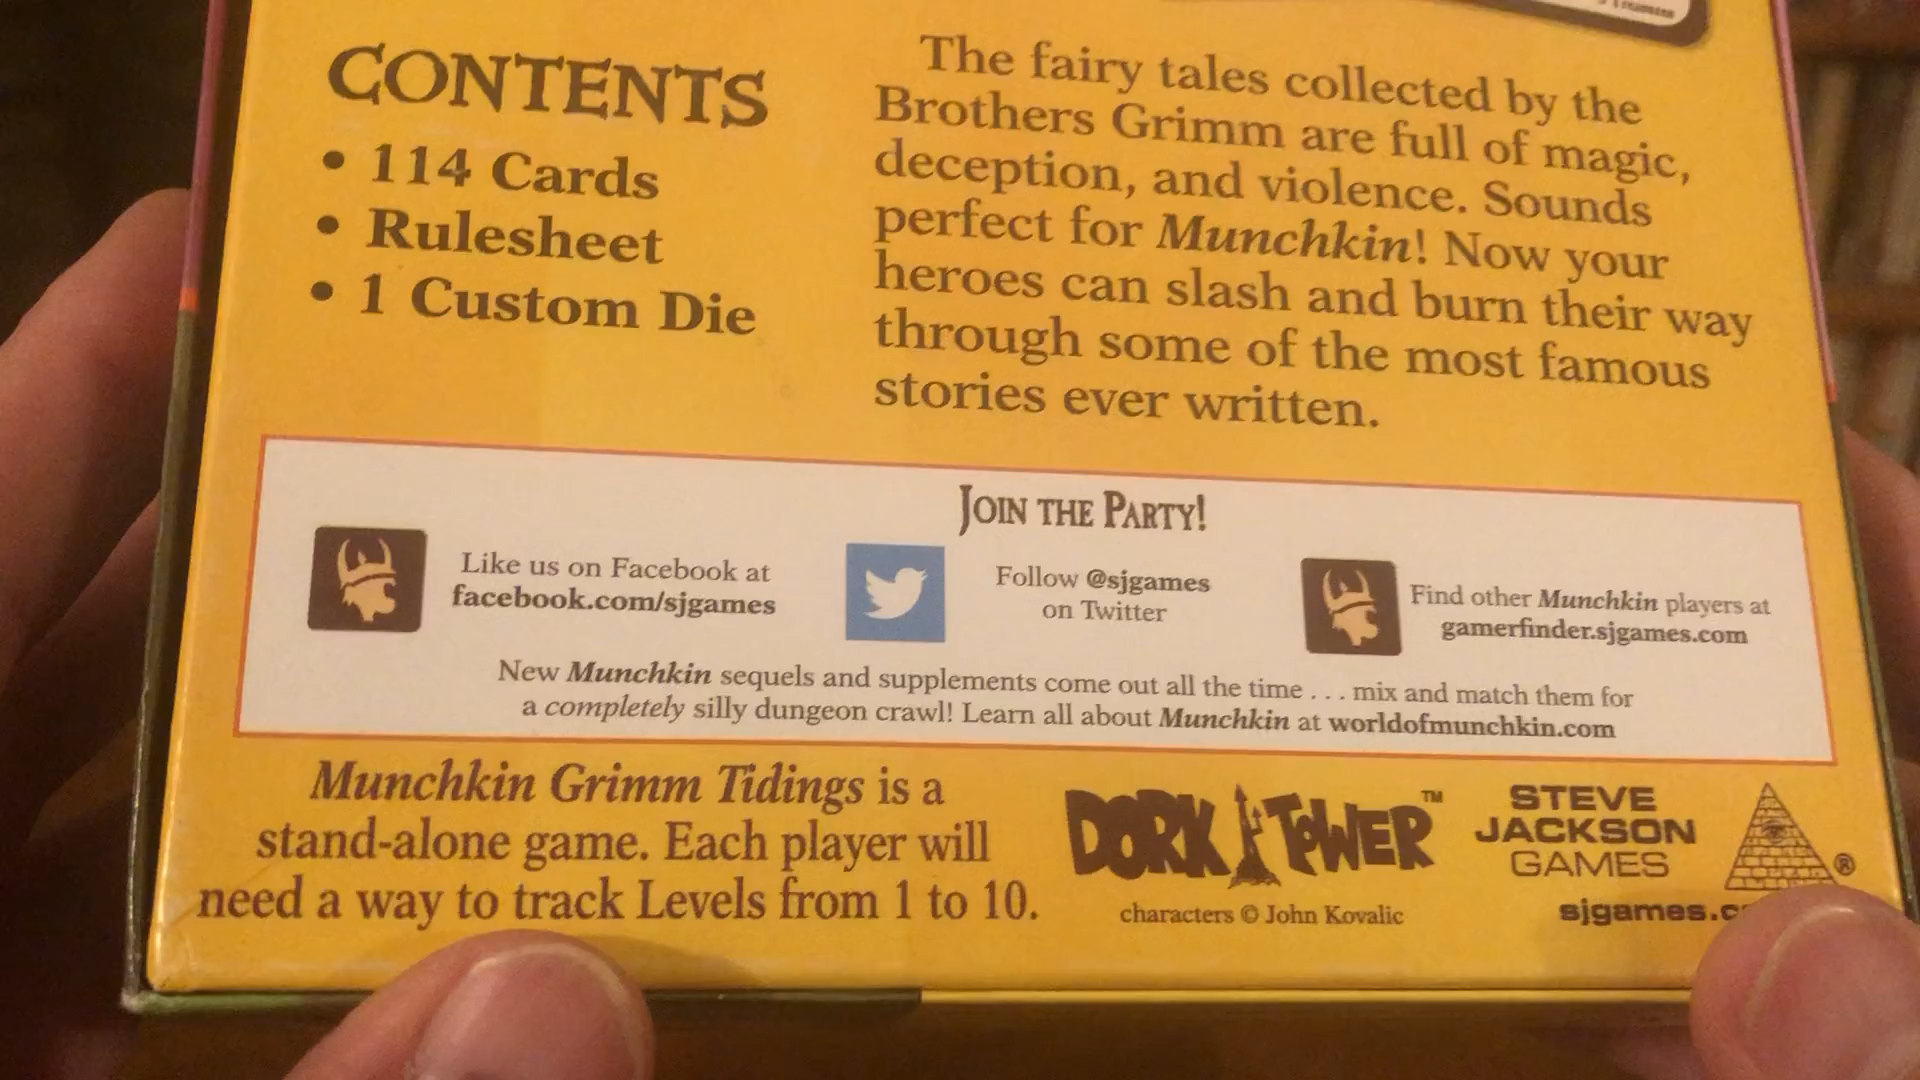 CONTENTS
• 114 Cards
• Rulesheet
• 1 Custom Die
The fairy tales collected by the
Brothers Grimm are full of magic,
deception, and violence. Sounds
perfect for Munchkin! Now your
heroes can slash and burn their way
through some of the most famous
stories ever written.
JOIN THE PARTY!
Like us on Facebook at
facebook.com/sjgames
Follow @sjgames
on Twitter
Find other Munchkin players at
gamerfinder.sjgames.com
New Munchkin sequels and supplements come out all the time . . . mix and match them for
a completely silly dungeon crawl! Learn all about Munchkin at worldofmunchkin.com
Munchkin Grimm Tidings is a
stand-alone game. Each player will
need a way to track Levels from 1 to 10.
DORK TOWER™
characters © John Kovalic
STEVE
JACKSON
GAMES
®
sjgames.c